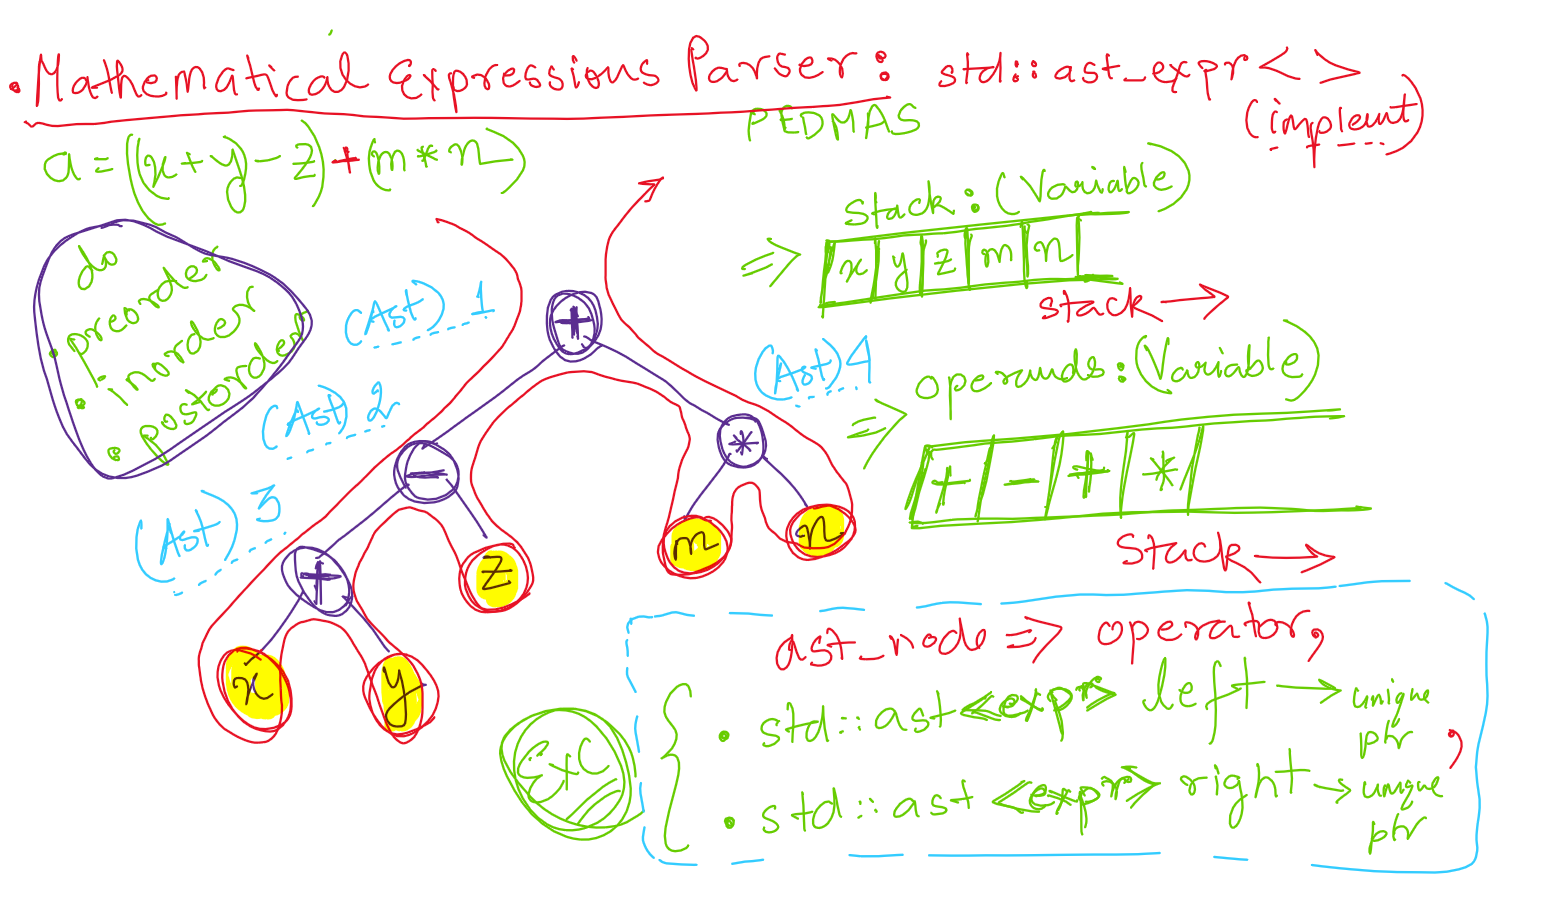 • Mathematical Expressions Parser: std::ast_expr< >
(implemnt)
PEDMAS
a = ((x+y)-z)+(m*n)
do
• preorder
• inorder
• postorder
(Ast) 1
(Ast) 2
(Ast) 3
(Ast) 4
+
-
*
+
z
m
n
x
y
=> stack: (Variable)
x y z m n
stack →
=> operands: (Variable)
+ - + *
Stack →
ast_node => operator,
ExC
{
• std::ast<expr> left → unique ptr,
• std::ast<expr> right → unique ptr